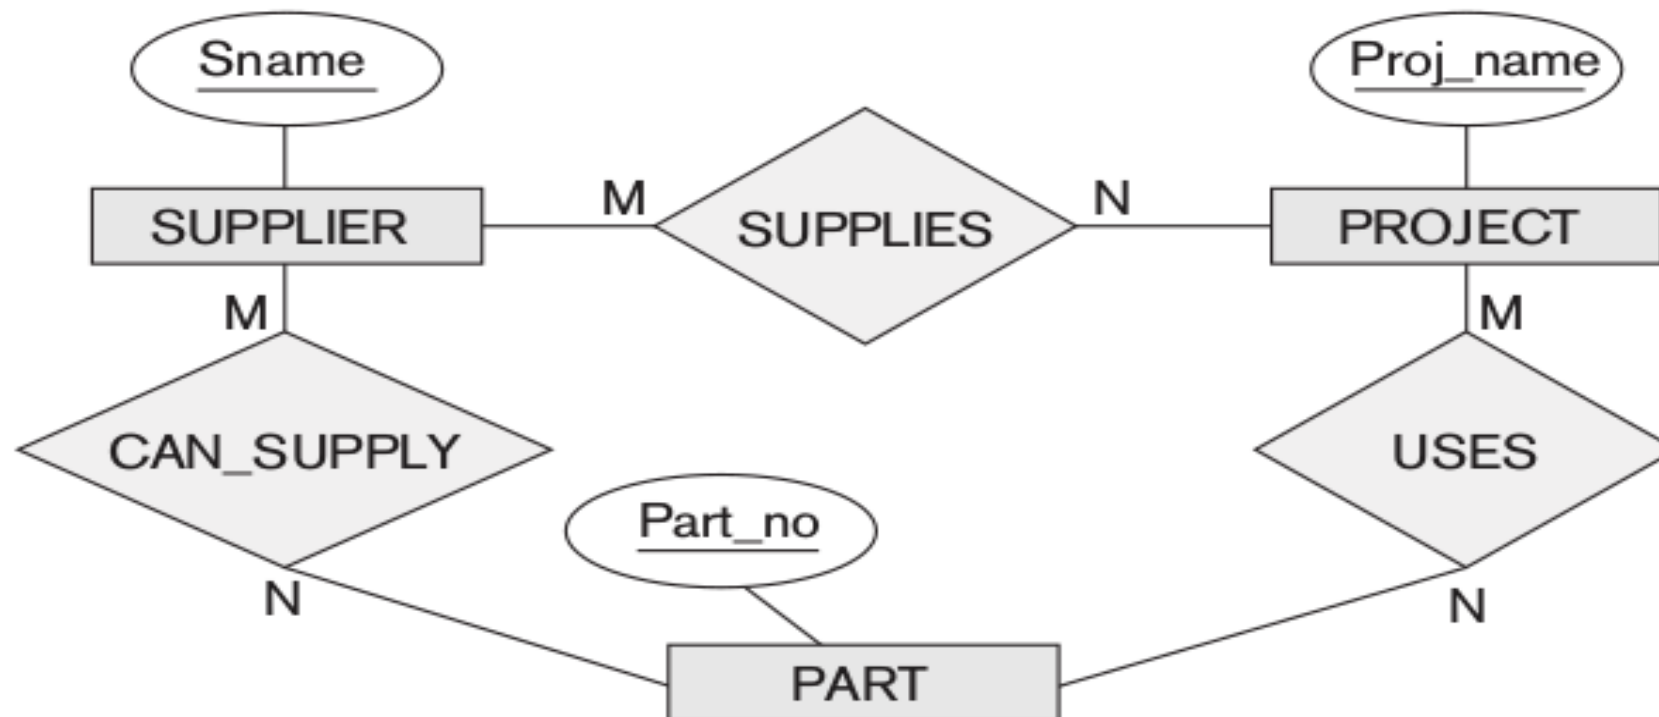 Sname
Proj_name
M
N
SUPPLIER
SUPPLIES
PROJECT
M
M
CAN_SUPPLY
USES
Part_no
N
N
PART